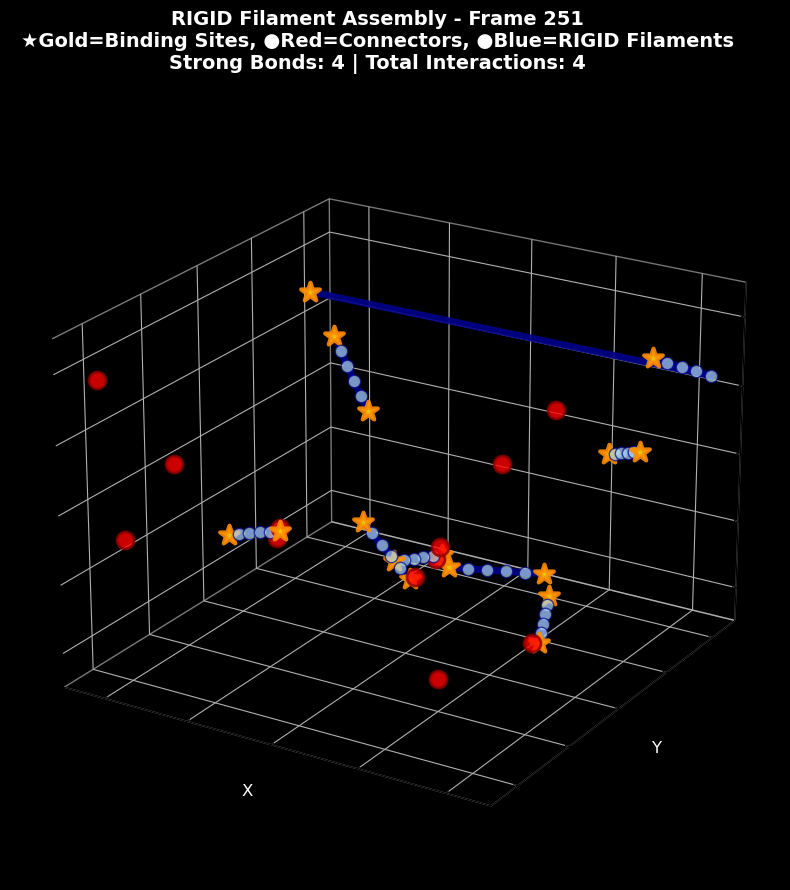 RIGID Filament Assembly - Frame 251
★Gold=Binding Sites, ●Red=Connectors, ●Blue=RIGID Filaments
Strong Bonds: 4 | Total Interactions: 4
Y
X